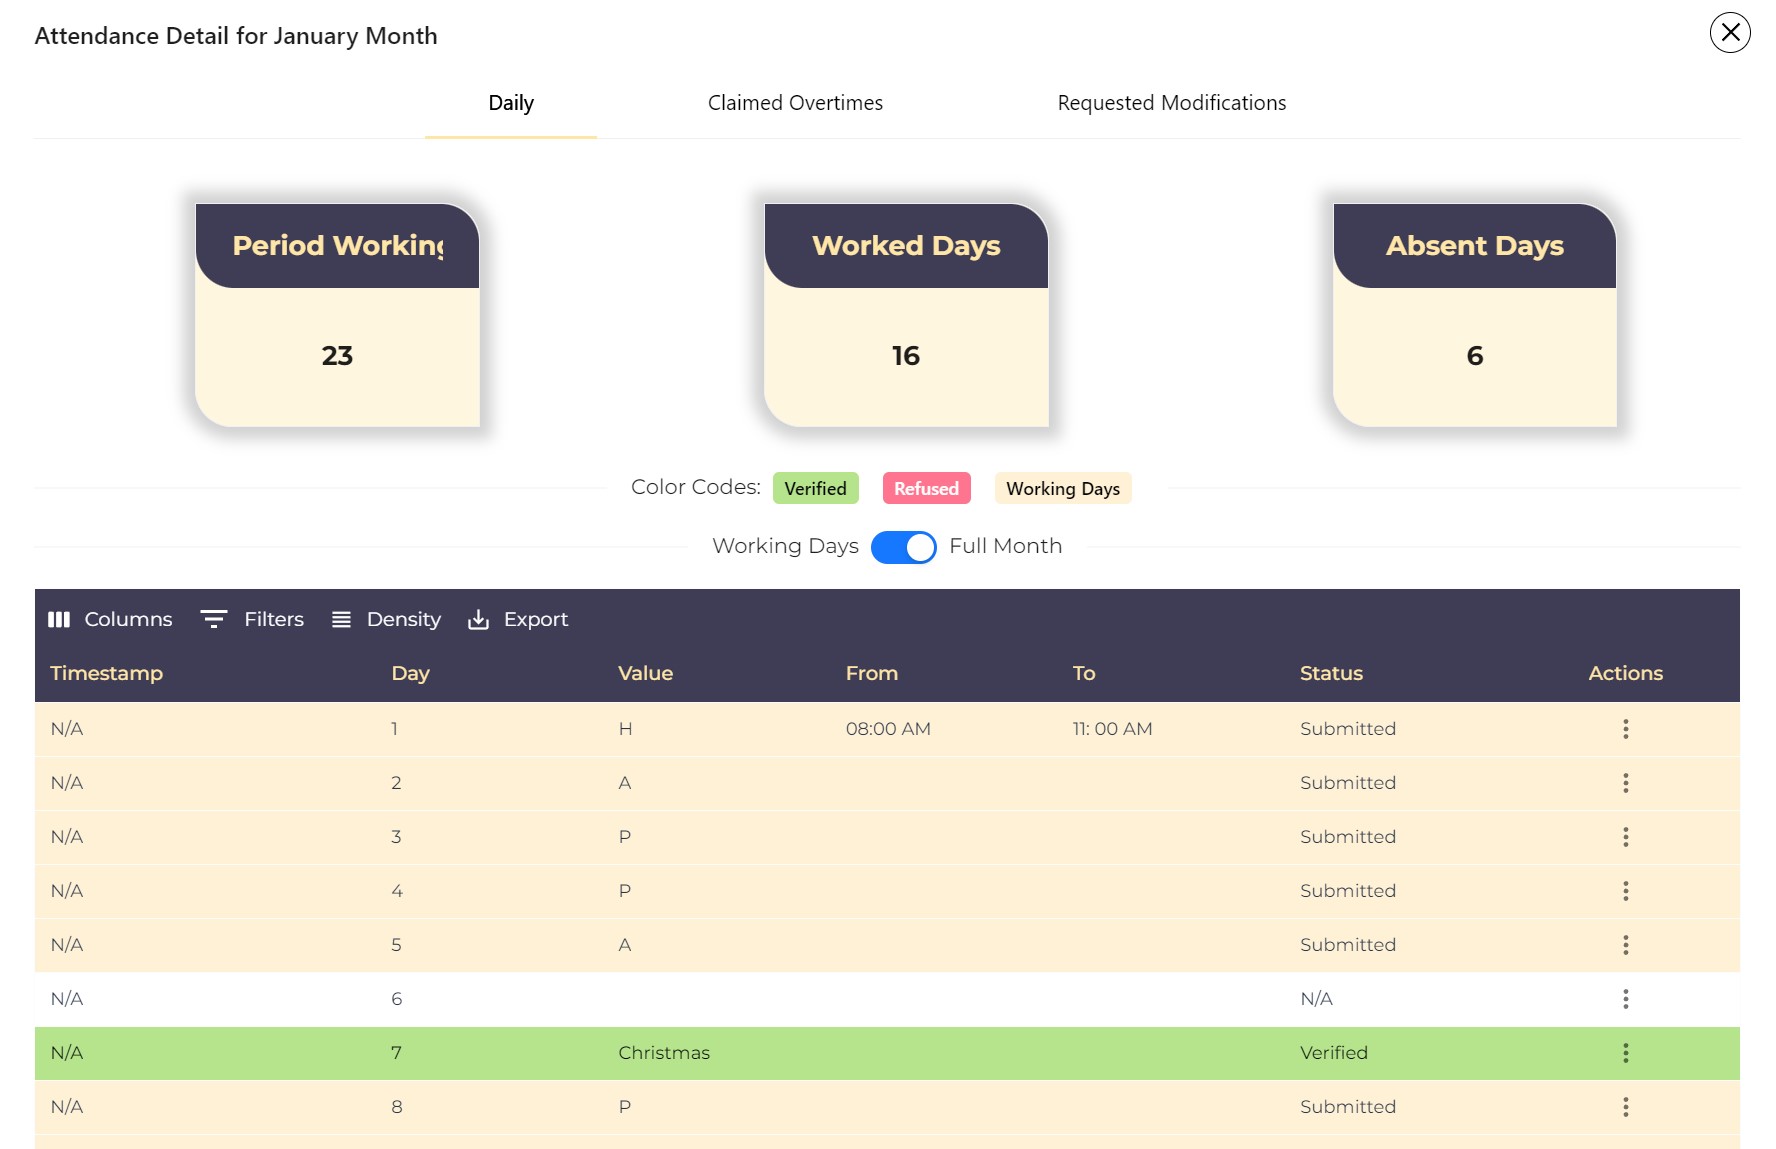 Attendance Detail for January Month
Daily Claimed Overtimes Requested Modifications
Period Working Worked Days Absent Days
23 16 6
Color Codes: Verified Refused Working Days
Working Days Full Month
Columns Filters Density Export
Timestamp Day Value From To Status Actions
N/A 1 H 08:00 AM 11: 00 AM Submitted
N/A 2 A Submitted
N/A 3 P Submitted
N/A 4 P Submitted
N/A 5 A Submitted
N/A 6 N/A
N/A 7 Christmas Verified
N/A 8 P Submitted